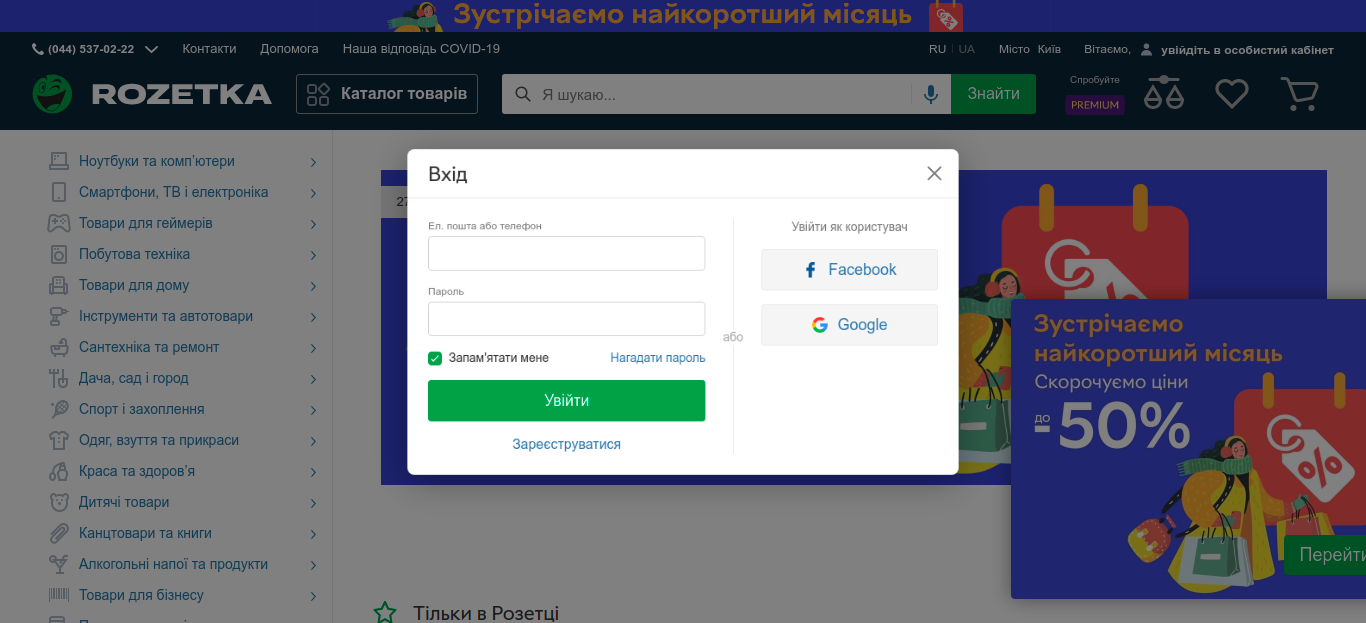 Зустрічаємо найкоротший місяць
(044) 537-02-22
Контакти
Допомога
Наша відповідь COVID-19
RU | UA
Місто Київ
Вітаємо, увійдіть в особистий кабінет
ROZETKA
Каталог товарів
Я шукаю...
Знайти
Спробуйте
PREMIUM
Ноутбуки та комп'ютери
Смартфони, ТВ і електроніка
Товари для геймерів
Побутова техніка
Товари для дому
Інструменти та автотовари
Сантехніка та ремонт
Дача, сад і город
Спорт і захоплення
Одяг, взуття та прикраси
Краса та здоров'я
Дитячі товари
Канцтовари та книги
Алкогольні напої та продукти
Товари для бізнесу
27
Вхід
Ел. пошта або телефон
Пароль
Запам'ятати мене
Нагадати пароль
Увійти
Зареєструватися
або
Увійти як користувач
Facebook
Google
%
Зустрічаємо
найкоротший місяць
Скорочуємо ціни
до
-50%
%
Перейти
Тільки в Розетці